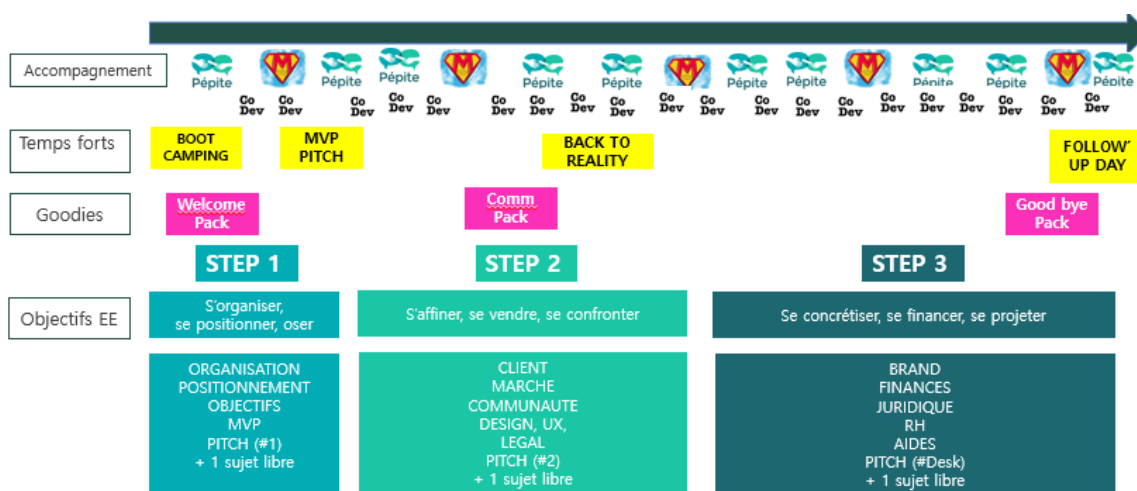 Accompagnement
Pépite
M
Pépite
Pépite
M
Pépite
Pépite
M
Pépite
Pépite
M
Pépite
Pépite
M
Pépite
Co
Dev
Co
Dev
Co
Dev
Co
Dev
Co
Dev
Co
Dev
Co
Dev
Co
Dev
Co
Dev
Co
Dev
Co
Dev
Co
Dev
Co
Dev
Co
Dev
Co
Dev
Co
Dev
Co
Dev
Co
Dev
Co
Dev
Co
Dev
Temps forts
BOOT
CAMPING
MVP
PITCH
BACK TO
REALITY
FOLLOW'
UP DAY
Goodies
Welcome
Pack
Comm
Pack
Good bye
Pack
STEP 1
STEP 2
STEP 3
Objectifs EE
S'organiser,
se positionner, oser
S'affiner, se vendre, se confronter
Se concrétiser, se financer, se projeter
ORGANISATION
POSITIONNEMENT
OBJECTIFS
MVP
PITCH (#1)
+ 1 sujet libre
CLIENT
MARCHE
COMMUNAUTE
DESIGN, UX,
LEGAL
PITCH (#2)
+ 1 sujet libre
BRAND
FINANCES
JURIDIQUE
RH
AIDES
PITCH (#Desk)
+ 1 sujet libre